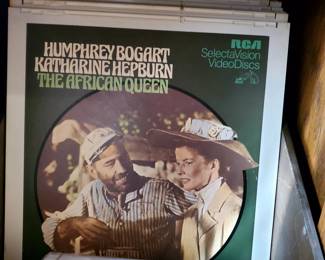 HUMPHREY BOGART
KATHARINE HEPBURN
THE AFRICAN QUEEN
RCA
SelectaVision
VideoDiscs